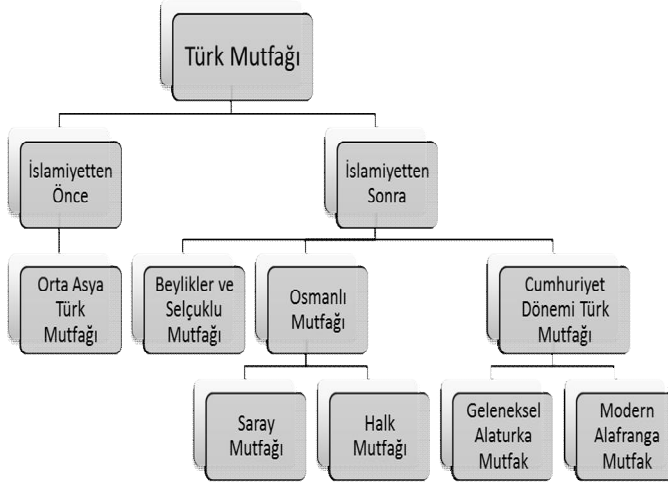 Türk Mutfağı
İslamiyetten
Önce
İslamiyetten
Sonra
Orta Asya
Türk
Mutfağı
Beylikler ve
Selçuklu
Mutfağı
Osmanlı
Mutfağı
Cumhuriyet
Dönemi Türk
Mutfağı
Saray
Mutfağı
Halk
Mutfağı
Geleneksel
Alaturka
Mutfak
Modern
Alafranga
Mutfak